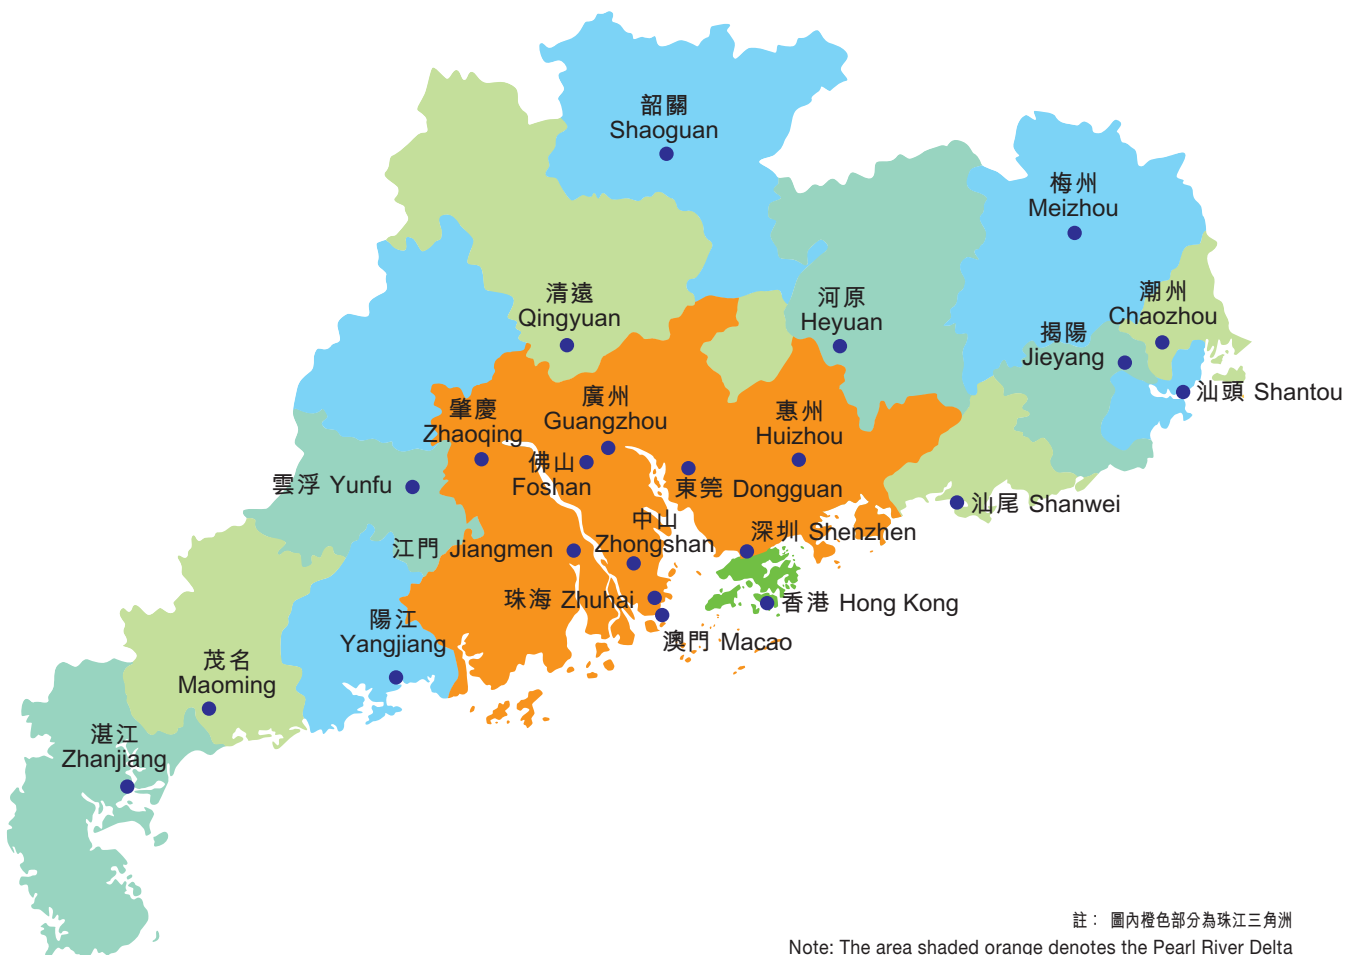 韶關
Shaoguan
梅州
Meizhou
清遠
Qingyuan
河原
Heyuan
潮州
Chaozhou
揭陽
Jieyang
汕頭 Shantou
肇慶
Zhaoqing
廣州
Guangzhou
惠州
Huizhou
佛山
Foshan
東莞 Dongguan
雲浮 Yunfu
汕尾 Shanwei
中山
Zhongshan
深圳 Shenzhen
江門 Jiangmen
珠海 Zhuhai
香港 Hong Kong
澳門 Macao
陽江
Yangjiang
茂名
Maoming
湛江
Zhanjiang
註： 圖內橙色部分為珠江三角洲
Note: The area shaded orange denotes the Pearl River Delta